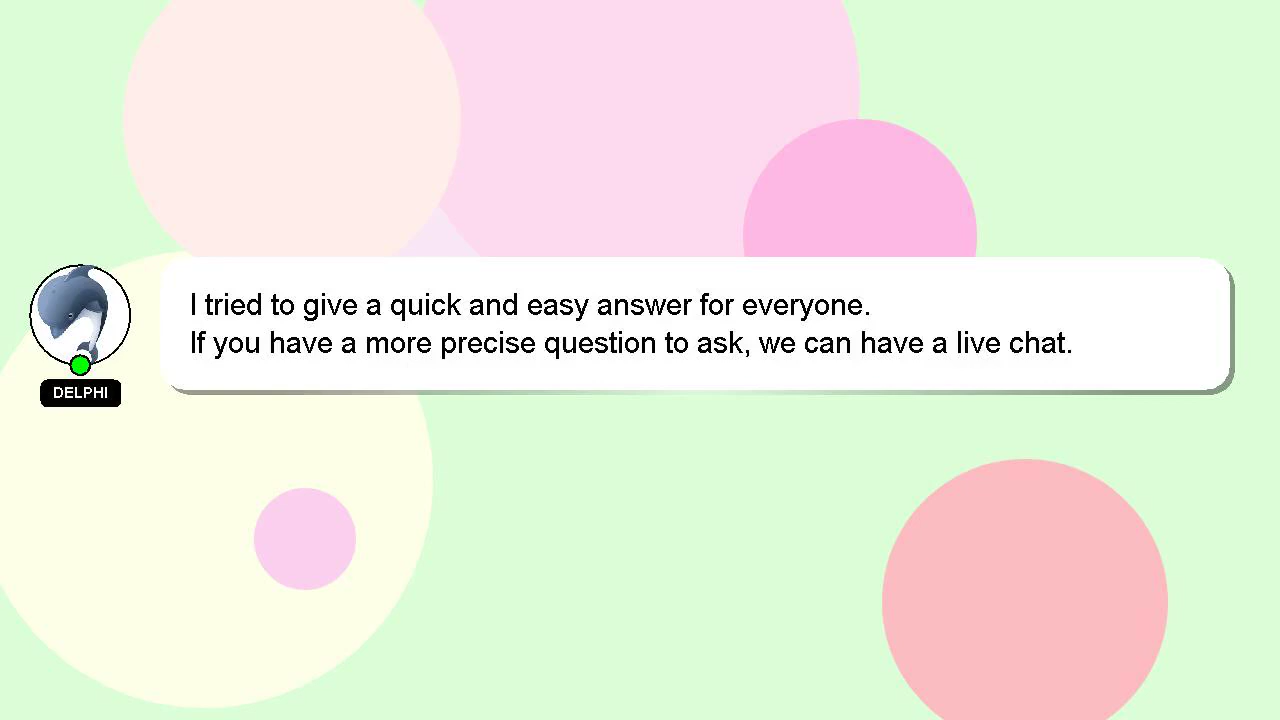 I tried to give a quick and easy answer for everyone.
If you have a more precise question to ask, we can have a live chat.
DELPHI